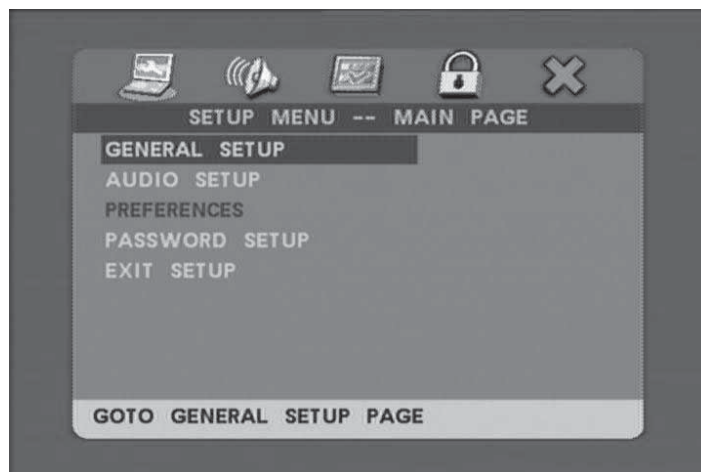 SETUP MENU -- MAIN PAGE
GENERAL SETUP
AUDIO SETUP
PREFERENCES
PASSWORD SETUP
EXIT SETUP
GOTO GENERAL SETUP PAGE